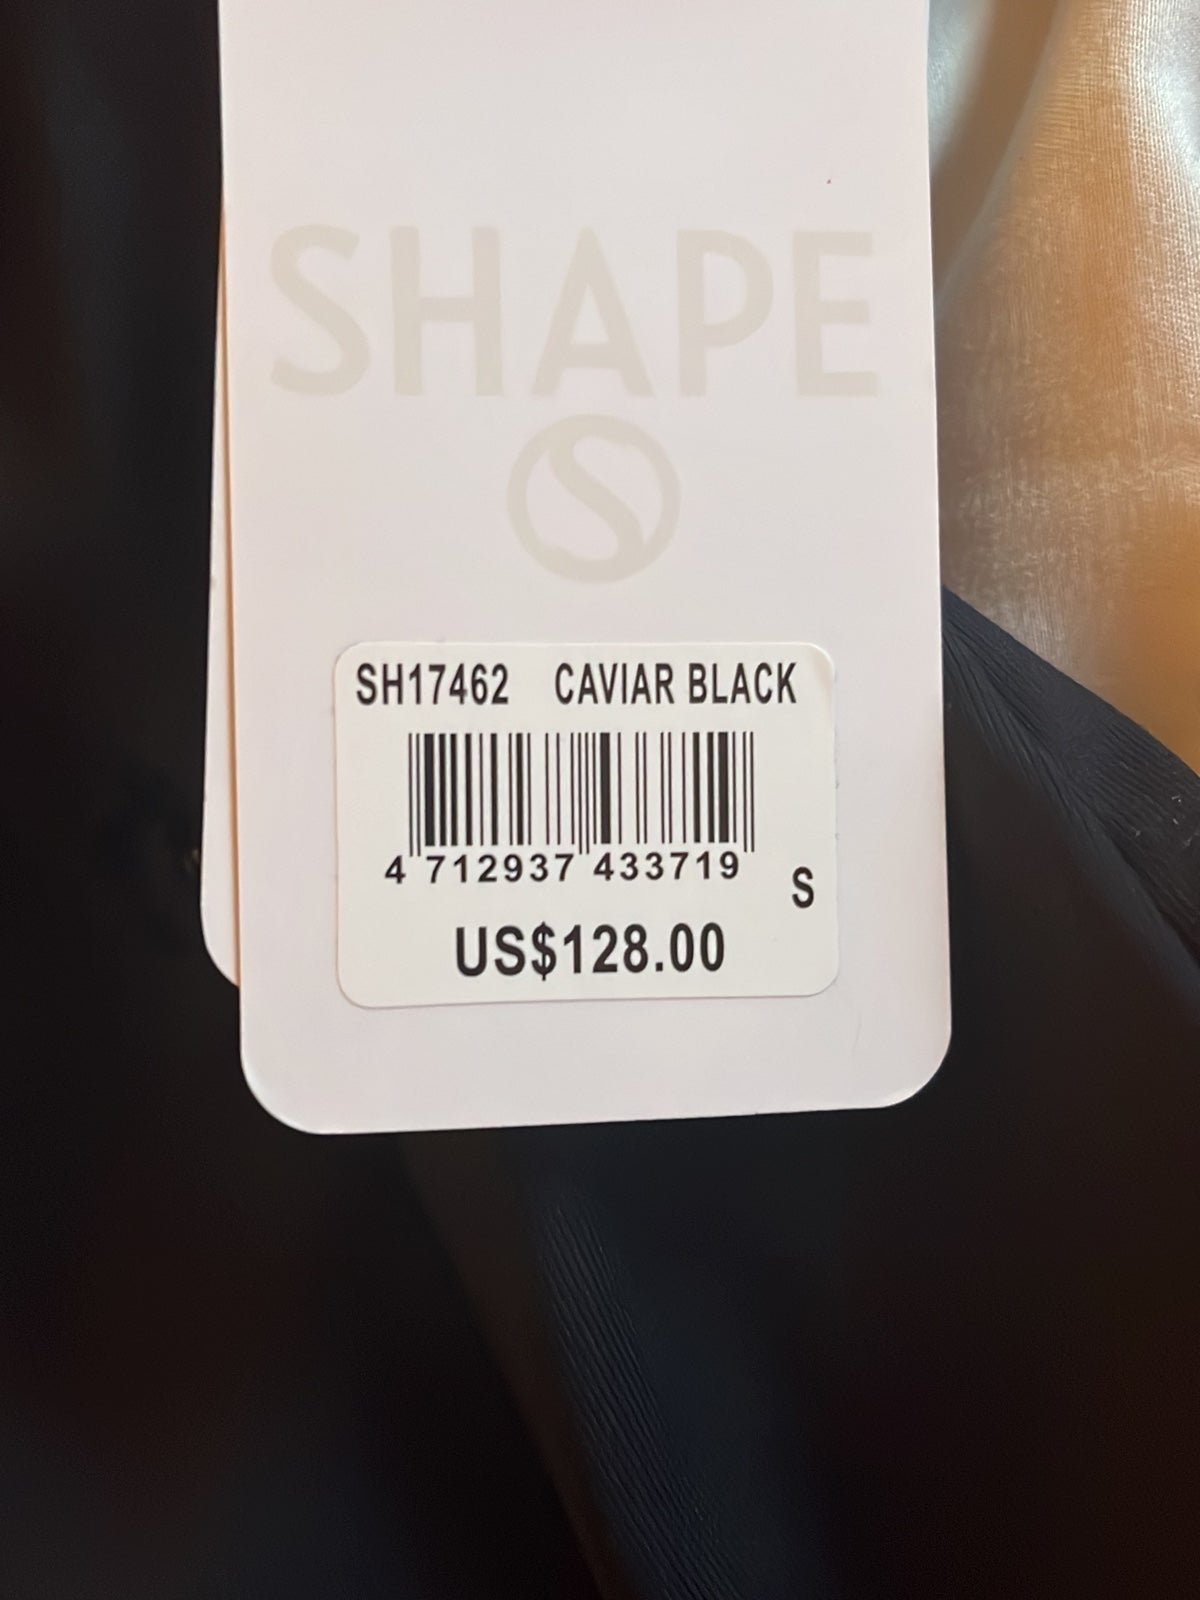 SHAPE
S
SH17462 CAVIAR BLACK
4 712937 433719
S
US$128.00